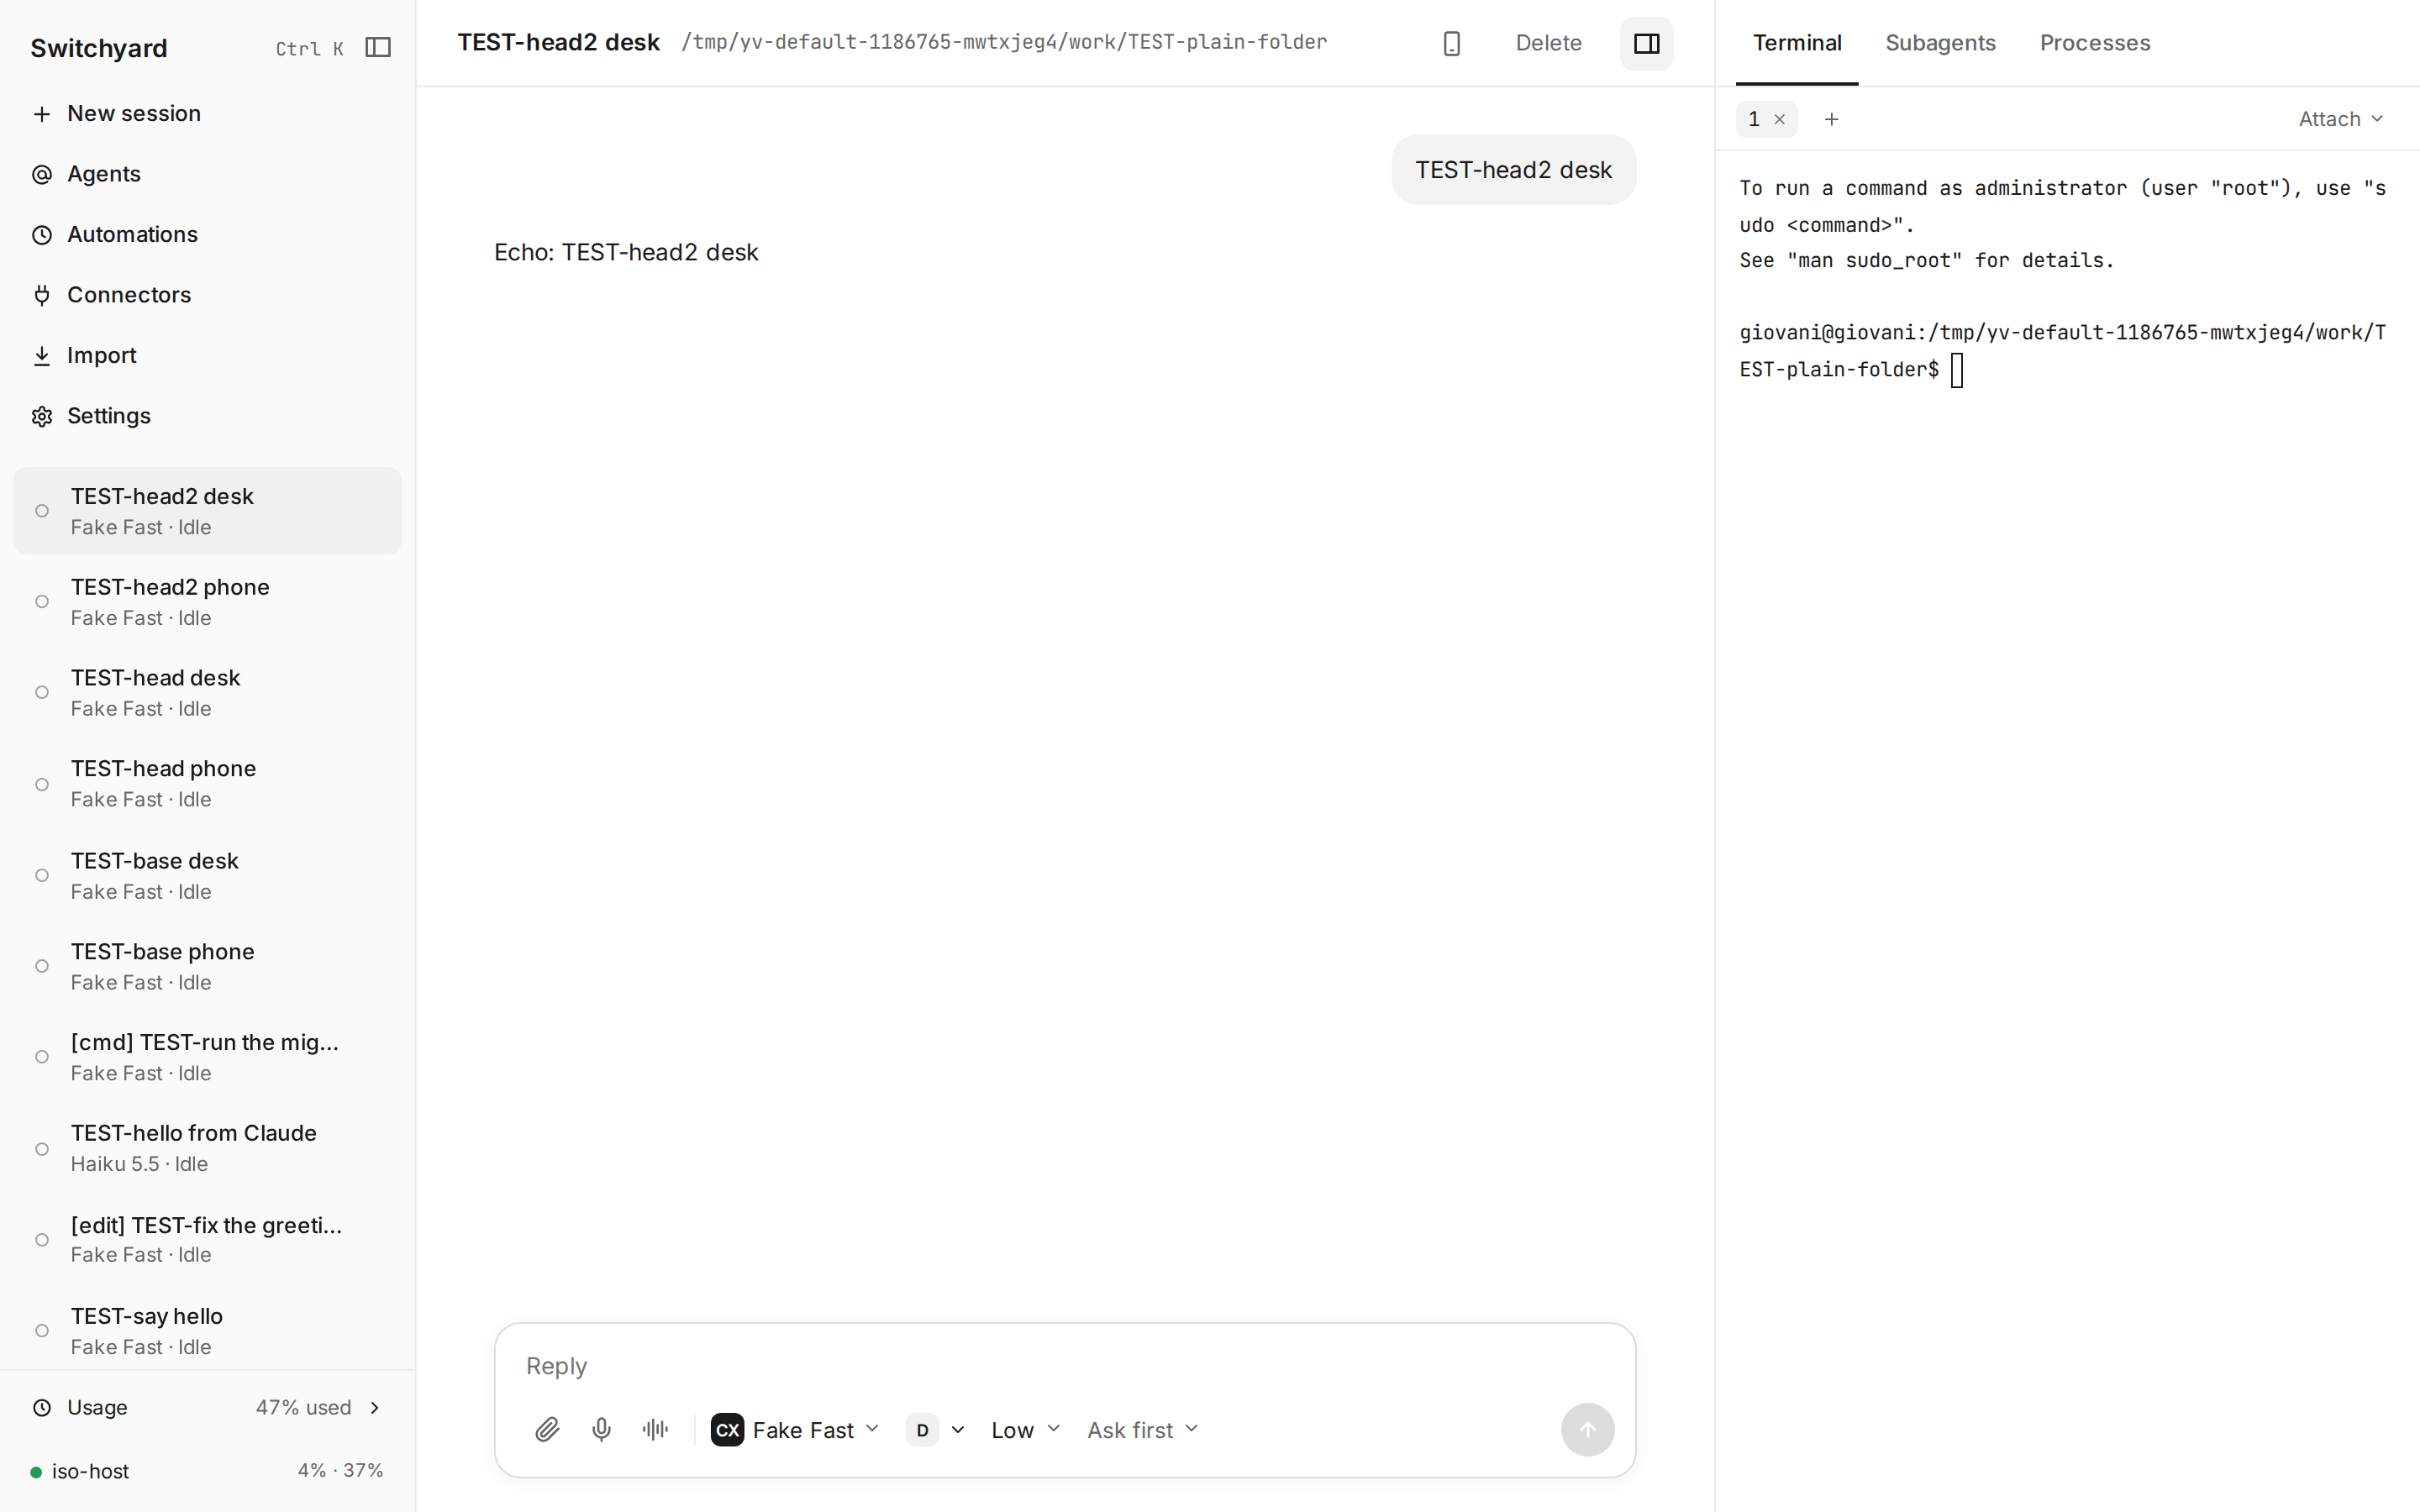 Switchyard
Ctrl K
New session
Agents
Automations
Connectors
Import
Settings
TEST-head2 desk
Fake Fast · Idle
TEST-head2 phone
Fake Fast · Idle
TEST-head desk
Fake Fast · Idle
TEST-head phone
Fake Fast · Idle
TEST-base desk
Fake Fast · Idle
TEST-base phone
Fake Fast · Idle
[cmd] TEST-run the mig...
Fake Fast · Idle
TEST-hello from Claude
Haiku 5.5 · Idle
[edit] TEST-fix the greeti...
Fake Fast · Idle
TEST-say hello
Fake Fast · Idle
Usage 47% used
iso-host 4% · 37%
TEST-head2 desk /tmp/yv-default-1186765-mwtxjeg4/work/TEST-plain-folder Delete
TEST-head2 desk
Echo: TEST-head2 desk
Reply
CX Fake Fast D Low Ask first
Terminal Subagents Processes
1 Attach
To run a command as administrator (user "root"), use "s
udo <command>".
See "man sudo_root" for details.
giovani@giovani:/tmp/yv-default-1186765-mwtxjeg4/work/T
EST-plain-folder$